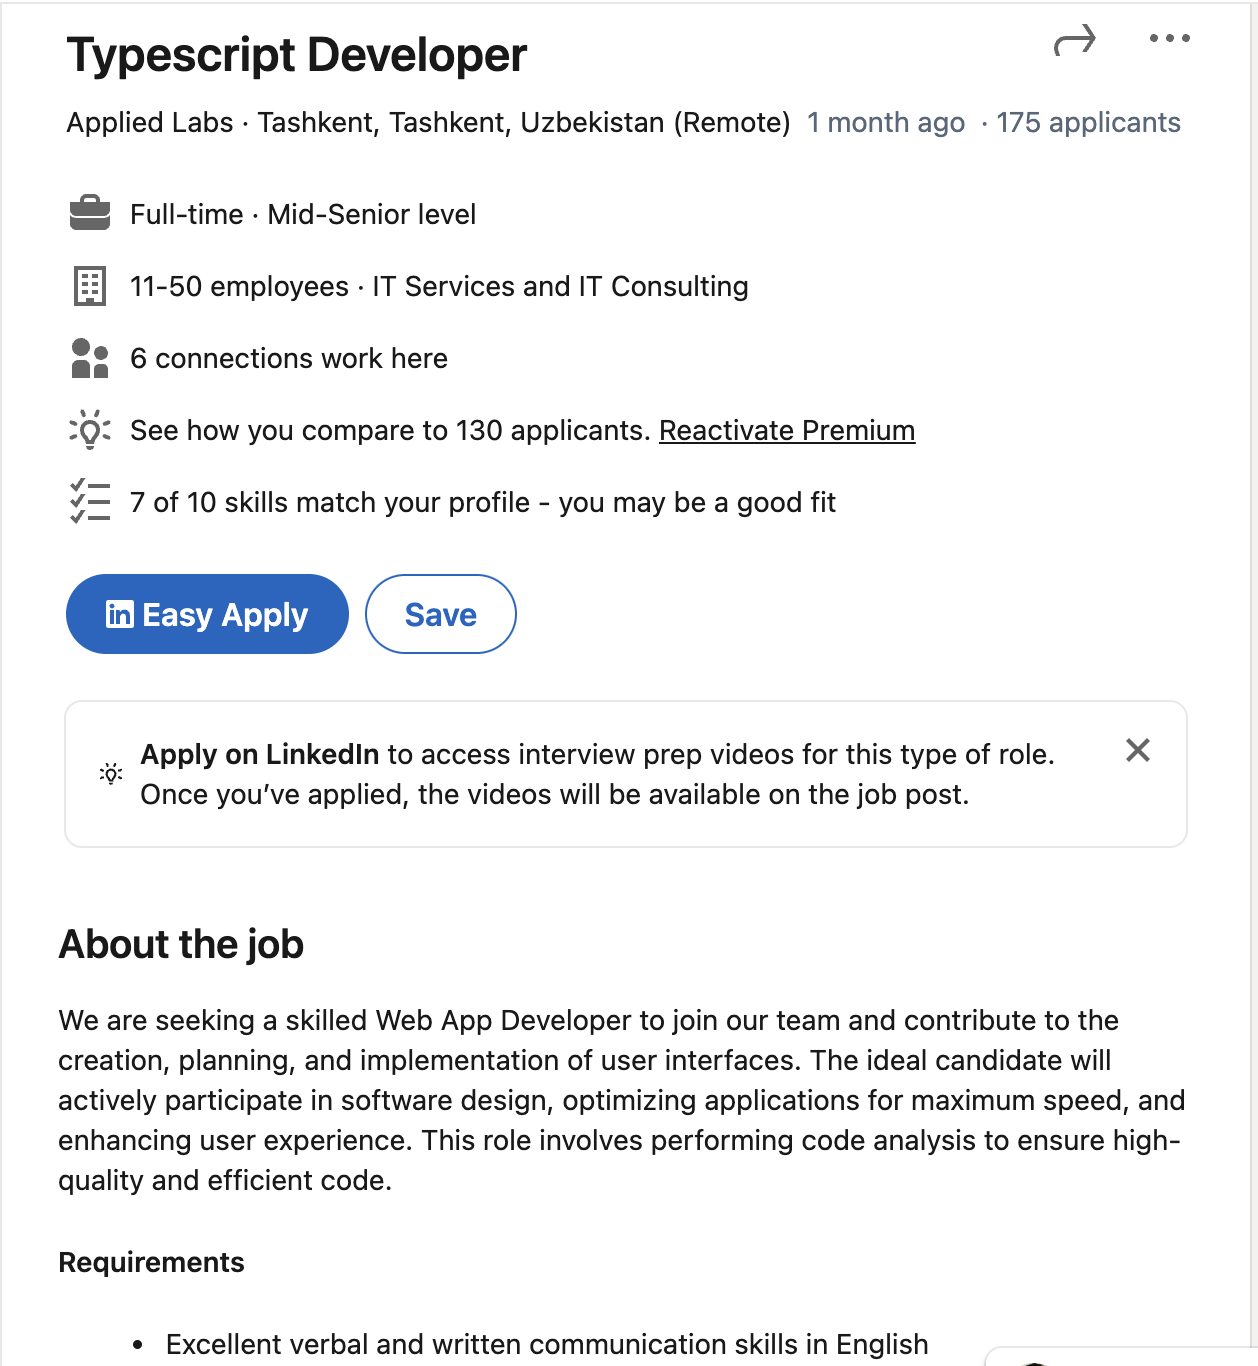 Typescript Developer
Applied Labs · Tashkent, Tashkent, Uzbekistan (Remote) 1 month ago · 175 applicants
Full-time · Mid-Senior level
11-50 employees · IT Services and IT Consulting
6 connections work here
See how you compare to 130 applicants. Reactivate Premium
7 of 10 skills match your profile - you may be a good fit
in Easy Apply Save
Apply on LinkedIn to access interview prep videos for this type of role.
Once you’ve applied, the videos will be available on the job post.
About the job
We are seeking a skilled Web App Developer to join our team and contribute to the
creation, planning, and implementation of user interfaces. The ideal candidate will
actively participate in software design, optimizing applications for maximum speed, and
enhancing user experience. This role involves performing code analysis to ensure high-
quality and efficient code.
Requirements
• Excellent verbal and written communication skills in English